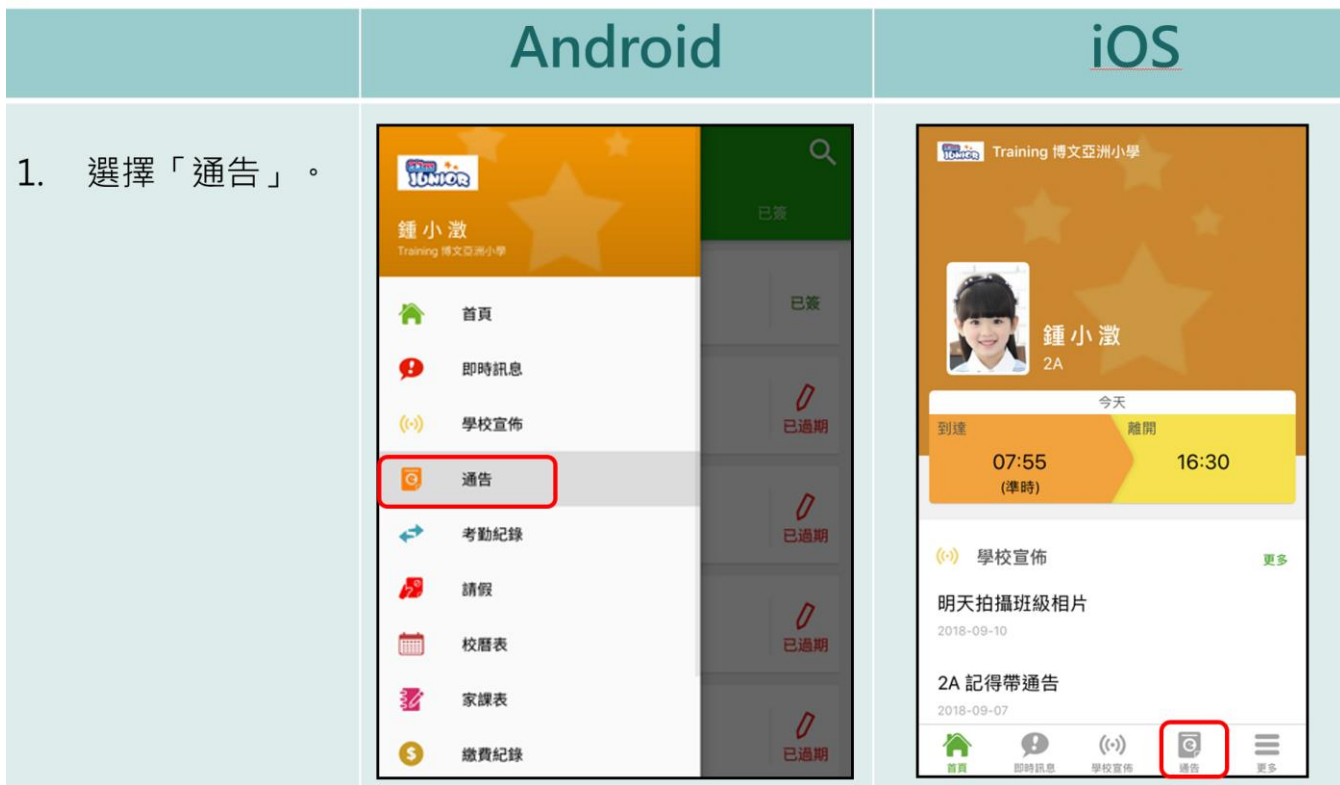 Android
iOS
1. 選擇「通告」。
JUNIOR
鍾小澂
Training 博文亞洲小學
首頁
即時訊息
學校宣佈
通告
考勤紀錄
請假
校曆表
家課表
繳費紀錄
已簽
已簽
已過期
已過期
已過期
已過期
Training 博文亞洲小學
鍾小澂
2A
今天
到達
離開
07:55
16:30
(準時)
學校宣佈
更多
明天拍攝班級相片
2018-09-10
2A 記得帶通告
2018-09-07
首頁
即時訊息
學校宣佈
通告
更多